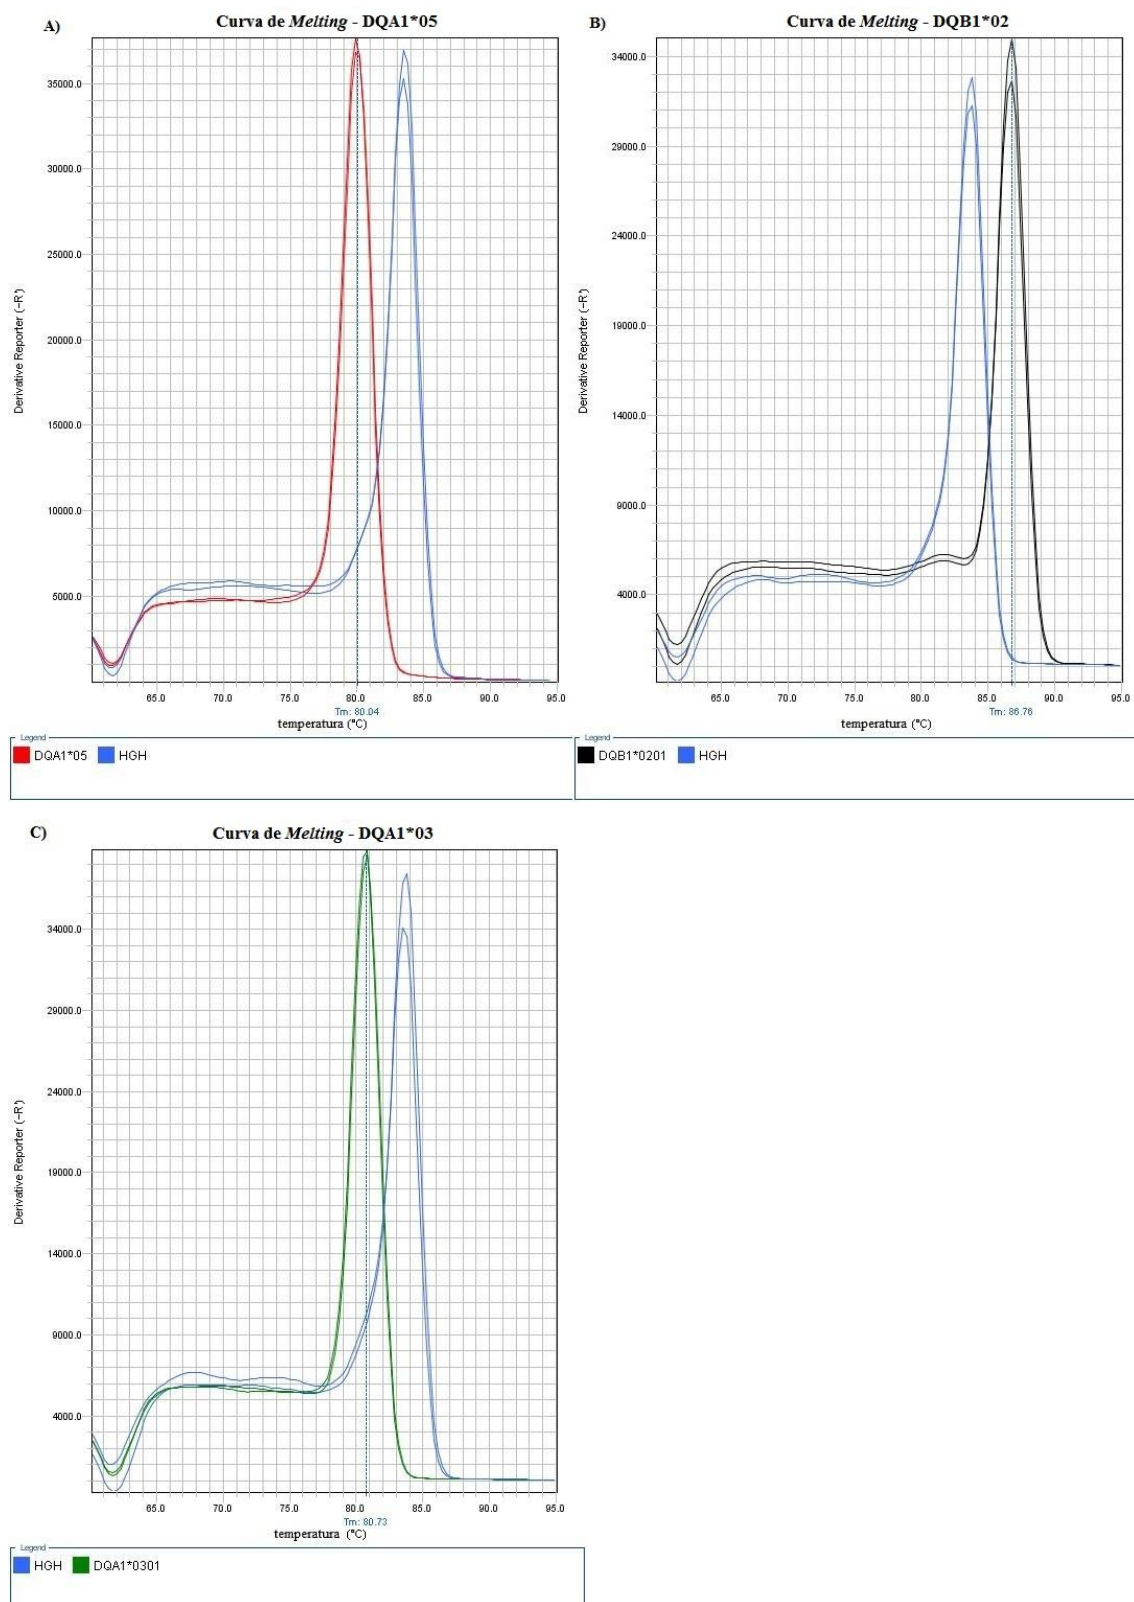 A)
Curva de Melting - DQA1*05
35000.0
30000.0
25000.0
20000.0
15000.0
10000.0
5000.0
Derivative Reporter (-R')
65.0 70.0 75.0 80.0 85.0 90.0 95.0
Tm: 80.04
temperatura (°C)
Legend
DQA1*05 HGH
B)
Curva de Melting - DQB1*02
34000.0
29000.0
24000.0
19000.0
14000.0
9000.0
4000.0
Derivative Reporter (-R')
65.0 70.0 75.0 80.0 85.0 90.0 95.0
Tm: 86.76
temperatura (°C)
Legend
DQB1*0201 HGH
C)
Curva de Melting - DQA1*03
34000.0
29000.0
24000.0
19000.0
14000.0
9000.0
4000.0
Derivative Reporter (-R')
65.0 70.0 75.0 80.0 85.0 90.0 95.0
Tm: 80.73
temperatura (°C)
Legend
HGH DQA1*0301